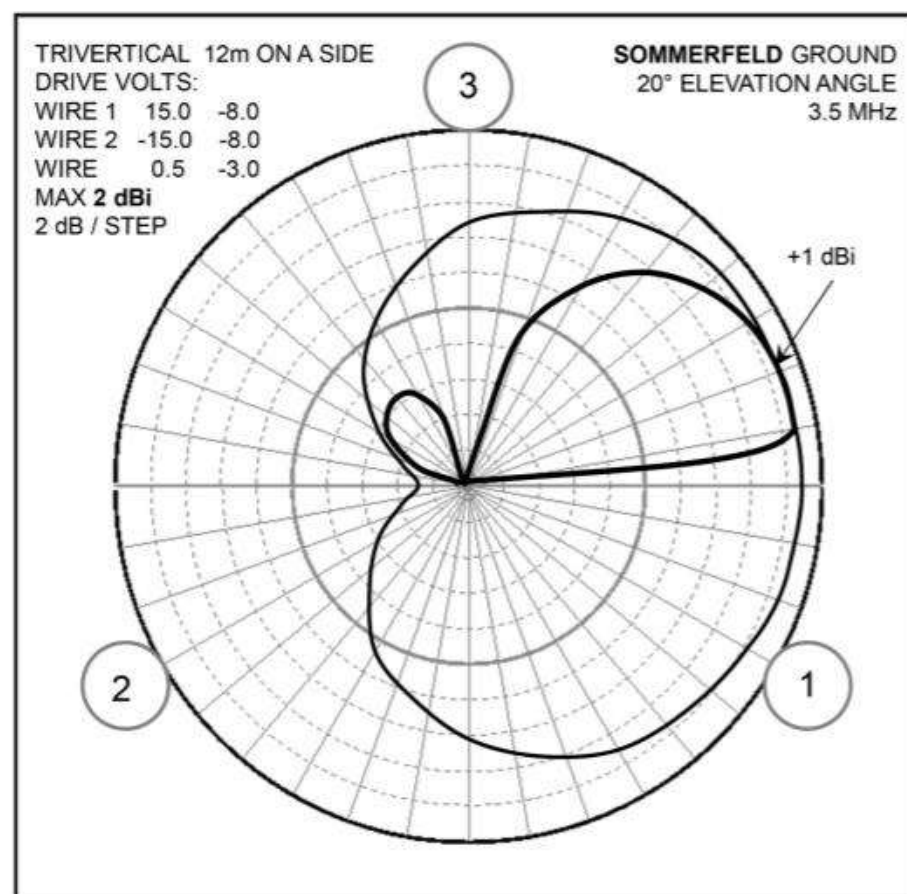 TRIVERTICAL 12m ON A SIDE
DRIVE VOLTS:
WIRE 1 15.0 -8.0
WIRE 2 -15.0 -8.0
WIRE 0.5 -3.0
MAX 2 dBi
2 dB / STEP
SOMMERFELD GROUND
20° ELEVATION ANGLE
3.5 MHz
3
+1 dBi
2
1